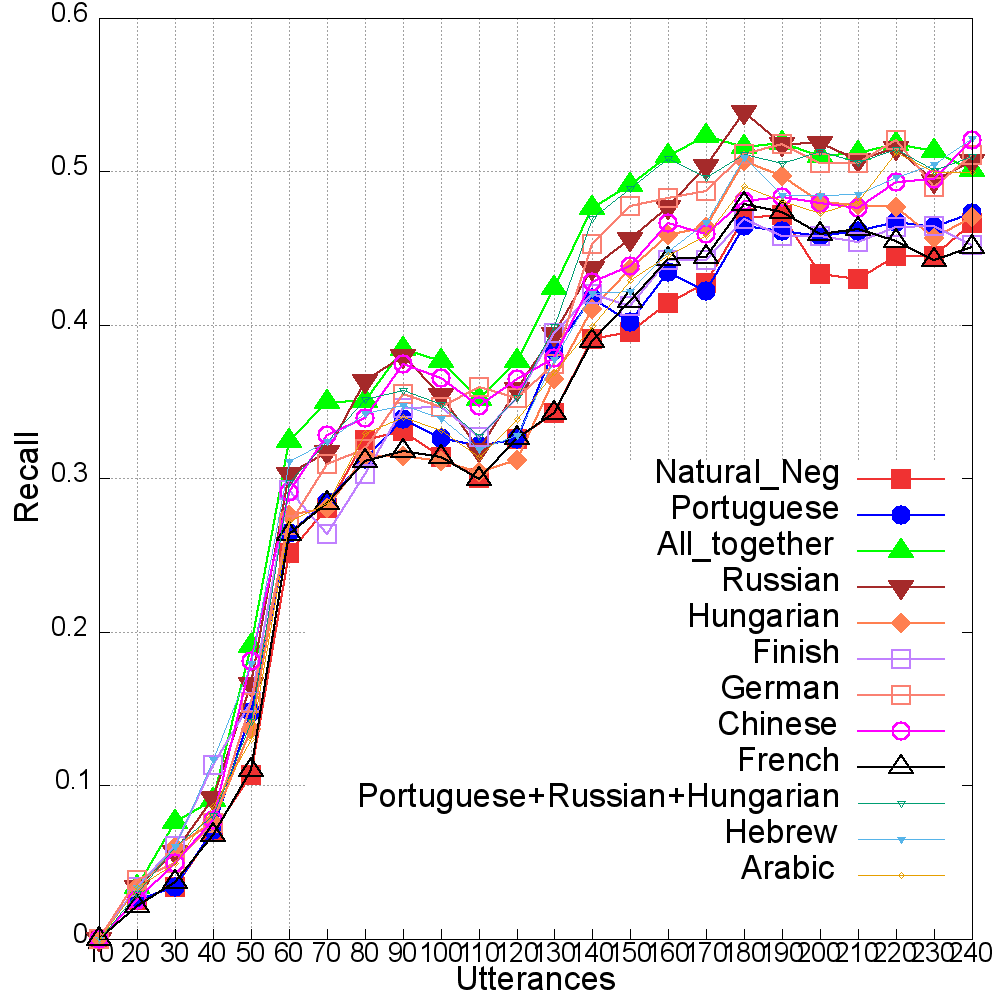 0.6
0.5
0.4
0.3
0.2
0.1
0
Recall
Natural_Neg
Portuguese
All_together
Russian
Hungarian
Finish
German
Chinese
French
Portuguese+Russian+Hungarian
Hebrew
Arabic
10 20 30 40 50 60 70 80 90 100 110 120 130 140 150 160 170 180 190 200 210 220 230 240
Utterances